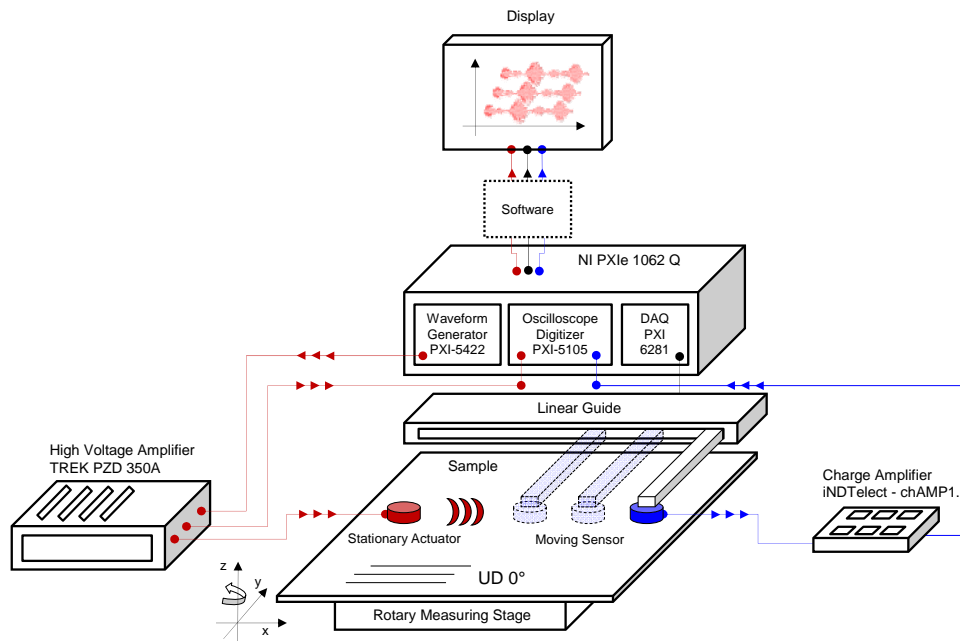 Display
Software
NI PXIe 1062 Q
Waveform
Generator
PXI-5422
Oscilloscope
Digitizer
PXI-5105
DAQ
PXI
6281
Linear Guide
High Voltage Amplifier
TREK PZD 350A
Sample
Charge Amplifier
iNDTelect - chAMP1.
Stationary Actuator
Moving Sensor
UD 0°
z
y
x
Rotary Measuring Stage